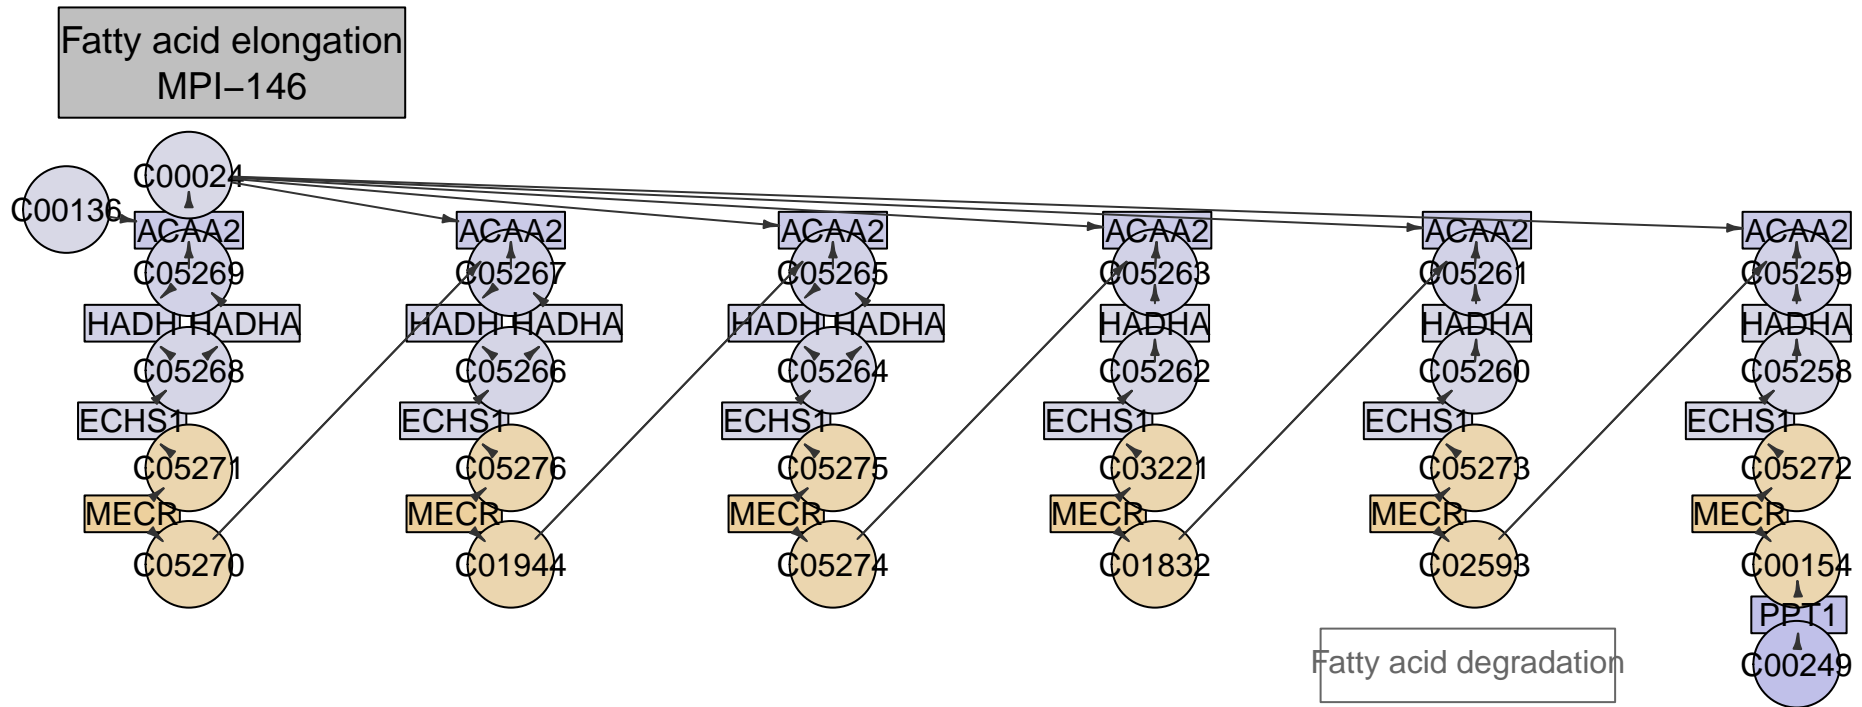 Fatty acid elongation
MPI−146
C00024
C00136
ACAA2 ACAA2 ACAA2 ACAA2 ACAA2 ACAA2
C05269 C05267 C05265 C05263 C05261 C05259
HADH HADHA HADH HADHA HADH HADHA HADHA HADHA HADHA
C05268 C05266 C05264 C05262 C05260 C05258
ECHS1 ECHS1 ECHS1 ECHS1 ECHS1 ECHS1
C05271 C05276 C05275 C03221 C05273 C05272
MECR MECR MECR MECR MECR MECR
C05270 C01944 C05274 C01832 C02593 C00154
PPT1
Fatty acid degradation C00249